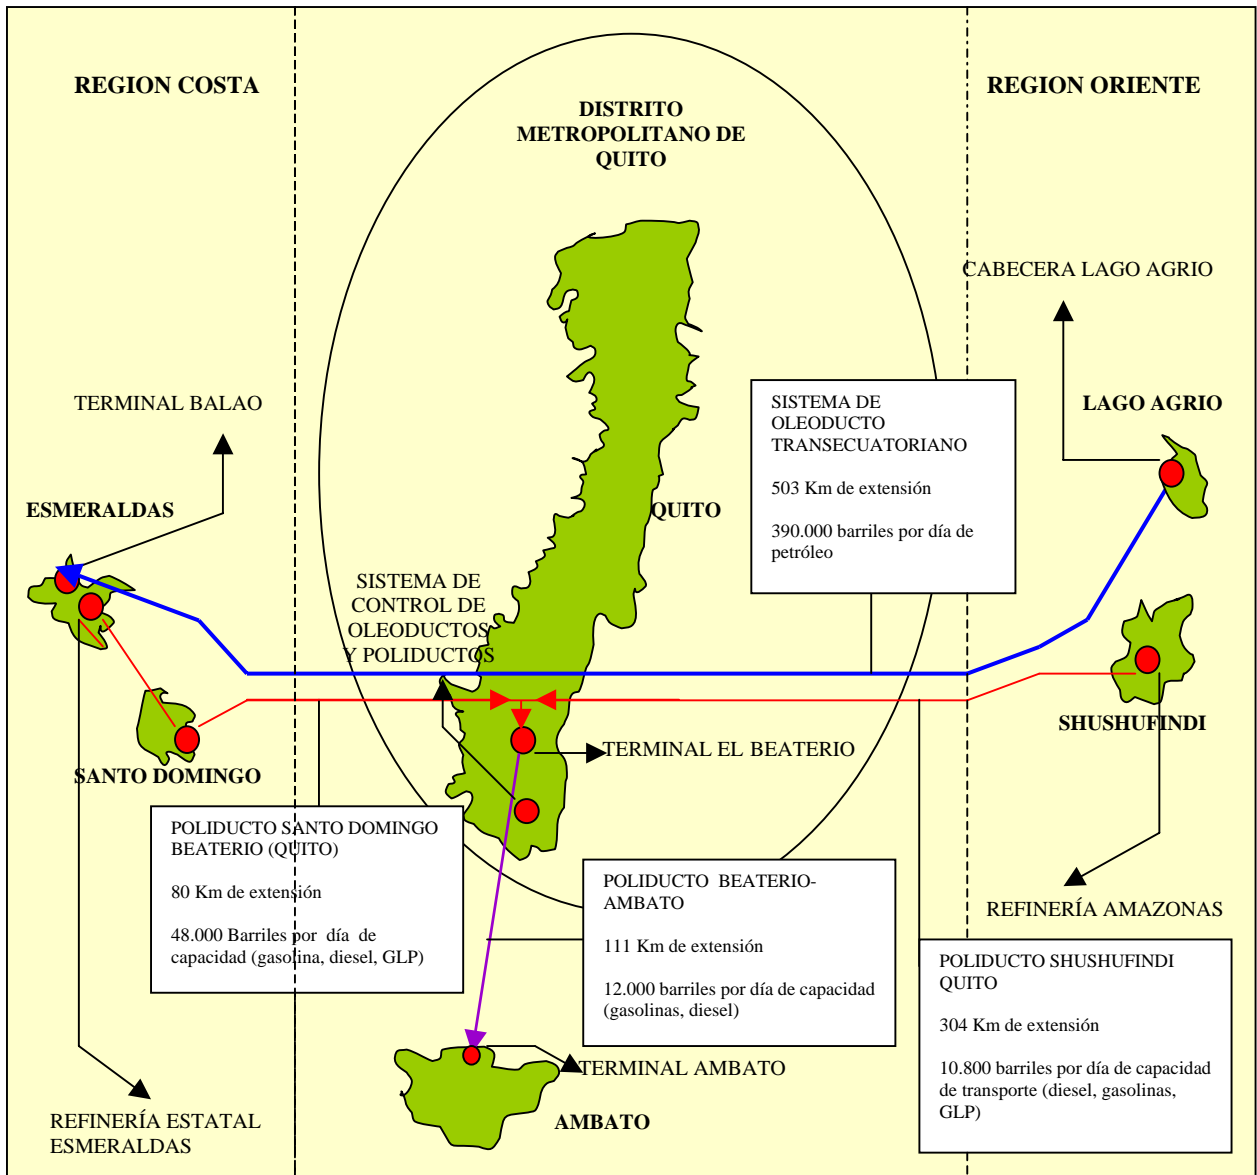 REGION COSTA
REGION ORIENTE
DISTRITO
METROPOLITANO DE
QUITO
CABECERA LAGO AGRIO
TERMINAL BALAO
SISTEMA DE
OLEODUCTO
TRANSECUATORIANO
503 Km de extensión
390.000 barriles por día de
petróleo
LAGO AGRIO
ESMERALDAS
QUITO
SISTEMA DE
CONTROL DE
OLEODUCTOS
Y POLIDUCTOS
SHUSHUFINDI
TERMINAL EL BEATERIO
SANTO DOMINGO
POLIDUCTO SANTO DOMINGO
BEATERIO (QUITO)
80 Km de extensión
48.000 Barriles por día de
capacidad (gasolina, diesel, GLP)
POLIDUCTO BEATERIO-
AMBATO
111 Km de extensión
12.000 barriles por día de capacidad
(gasolinas, diesel)
REFINERÍA AMAZONAS
POLIDUCTO SHUSHUFINDI
QUITO
304 Km de extensión
10.800 barriles por día de capacidad
de transporte (diesel, gasolinas,
GLP)
TERMINAL AMBATO
AMBATO
REFINERÍA ESTATAL
ESMERALDAS